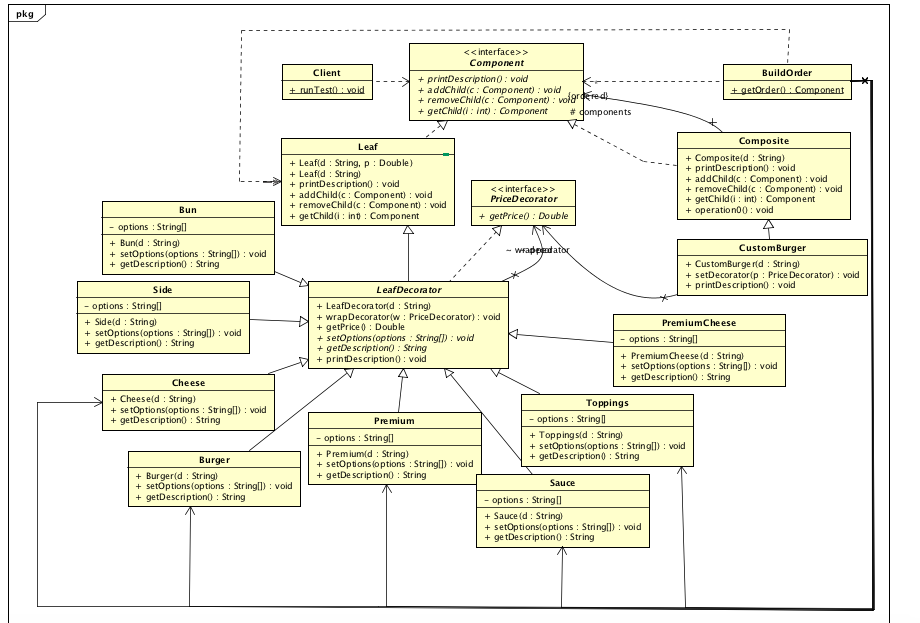 pkg
<<interface>>
Component
+ printDescription() : void
+ addChild(c : Component) : void
+ removeChild(c : Component) : void
+ getChild(i : int) : Component
Client
+ runTest() : void
BuildOrder
+ getOrder() : Component
{ordered}
# components
Leaf
+ Leaf(d : String, p : Double)
+ Leaf(d : String)
+ printDescription() : void
+ addChild(c : Component) : void
+ removeChild(c : Component) : void
+ getChild(i : int) : Component
Composite
+ Composite(d : String)
+ printDescription() : void
+ addChild(c : Component) : void
+ removeChild(c : Component) : void
+ getChild(i : int) : Component
+ operation0() : void
<<interface>>
PriceDecorator
+ getPrice() : Double
Bun
– options : String[]
+ Bun(d : String)
+ setOptions(options : String[]) : void
+ getDescription() : String
CustomBurger
+ CustomBurger(d : String)
+ setDecorator(p : PriceDecorator) : void
+ printDescription() : void
Side
– options : String[]
+ Side(d : String)
+ setOptions(options : String[]) : void
+ getDescription() : String
LeafDecorator
+ LeafDecorator(d : String)
+ wrapDecorator(w : PriceDecorator) : void
+ getPrice() : Double
+ setOptions(options : String[]) : void
+ getDescription() : String
+ printDescription() : void
PremiumCheese
– options : String[]
+ PremiumCheese(d : String)
+ setOptions(options : String[]) : void
+ getDescription() : String
Cheese
+ Cheese(d : String)
+ setOptions(options : String[]) : void
+ getDescription() : String
Toppings
– options : String[]
+ Toppings(d : String)
+ setOptions(options : String[]) : void
+ getDescription() : String
Premium
– options : String[]
+ Premium(d : String)
+ setOptions(options : String[]) : void
+ getDescription() : String
Burger
+ Burger(d : String)
+ setOptions(options : String[]) : void
+ getDescription() : String
Sauce
– options : String[]
+ Sauce(d : String)
+ setOptions(options : String[]) : void
+ getDescription() : String